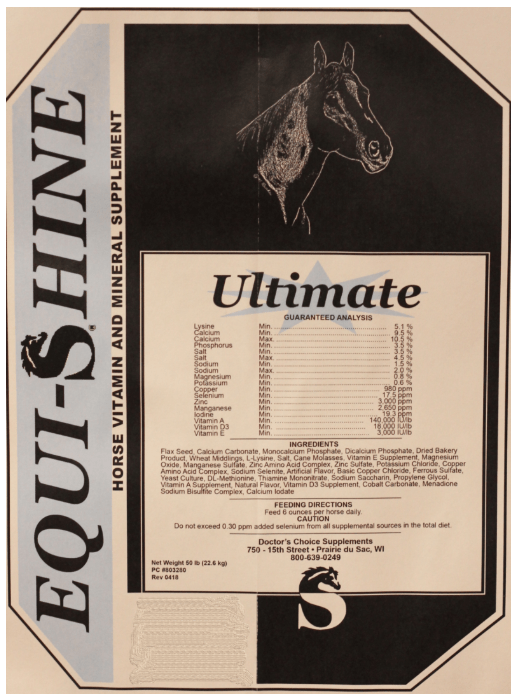 EQUI-SHINE®
HORSE VITAMIN AND MINERAL SUPPLEMENT
Ultimate
GUARANTEED ANALYSIS
Lysine Min. 5.1 %
Calcium Min. 9.5 %
Calcium Max 10.5 %
Phosphorus Min. 3.5 %
Salt Min. 3.5 %
Salt Max 4.5 %
Sodium Min. 1.5 %
Sodium Max 2.0 %
Magnesium Min. 0.8 %
Potassium Min. 0.6 %
Copper Min. 980 ppm
Selenium Min. 17.5 ppm
Zinc Min. 3,000 ppm
Manganese Min. 2,650 ppm
Iodine Min. 19.3 ppm
Vitamin A Min. 140,000 IU/lb
Vitamin D3 Min. 18,000 IU/lb
Vitamin E Min. 3,000 IU/lb
INGREDIENTS
Flax Seed, Calcium Carbonate, Monocalcium Phosphate, Dicalcium Phosphate, Dried Bakery
Product, Wheat Middlings, L-Lysine, Salt, Cane Molasses, Vitamin E Supplement, Magnesium
Oxide, Manganese Sulfate, Zinc Amino Acid Complex, Zinc Sulfate, Potassium Chloride, Copper
Amino Acid Complex, Sodium Selenite, Artificial Flavor, Basic Copper Chloride, Ferrous Sulfate,
Yeast Culture, DL-Methionine, Thiamine Mononitrate, Sodium Saccharin, Propylene Glycol,
Vitamin A Supplement, Natural Flavor, Vitamin D3 Supplement, Cobalt Carbonate, Menadione
Sodium Bisulfite Complex, Calcium Iodate
FEEDING DIRECTIONS
Feed 6 ounces per horse daily.
CAUTION
Do not exceed 0.30 ppm added selenium from all supplemental sources in the total diet.
Doctor's Choice Supplements
750 - 15th Street • Prairie du Sac, WI
800-639-0249
Net Weight 50 lb (22.6 kg)
PC #803280
Rev 0418
S